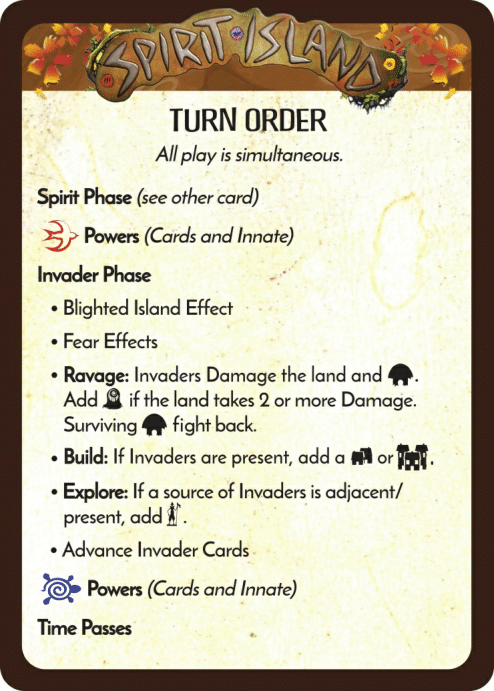 SPIRIT ISLAND
TURN ORDER
All play is simultaneous.
Spirit Phase (see other card)
Powers (Cards and Innate)
Invader Phase
• Blighted Island Effect
• Fear Effects
• Ravage: Invaders Damage the land and .
Add if the land takes 2 or more Damage.
Surviving fight back.
• Build: If Invaders are present, add a or .
• Explore: If a source of Invaders is adjacent/
present, add .
• Advance Invader Cards
Powers (Cards and Innate)
Time Passes